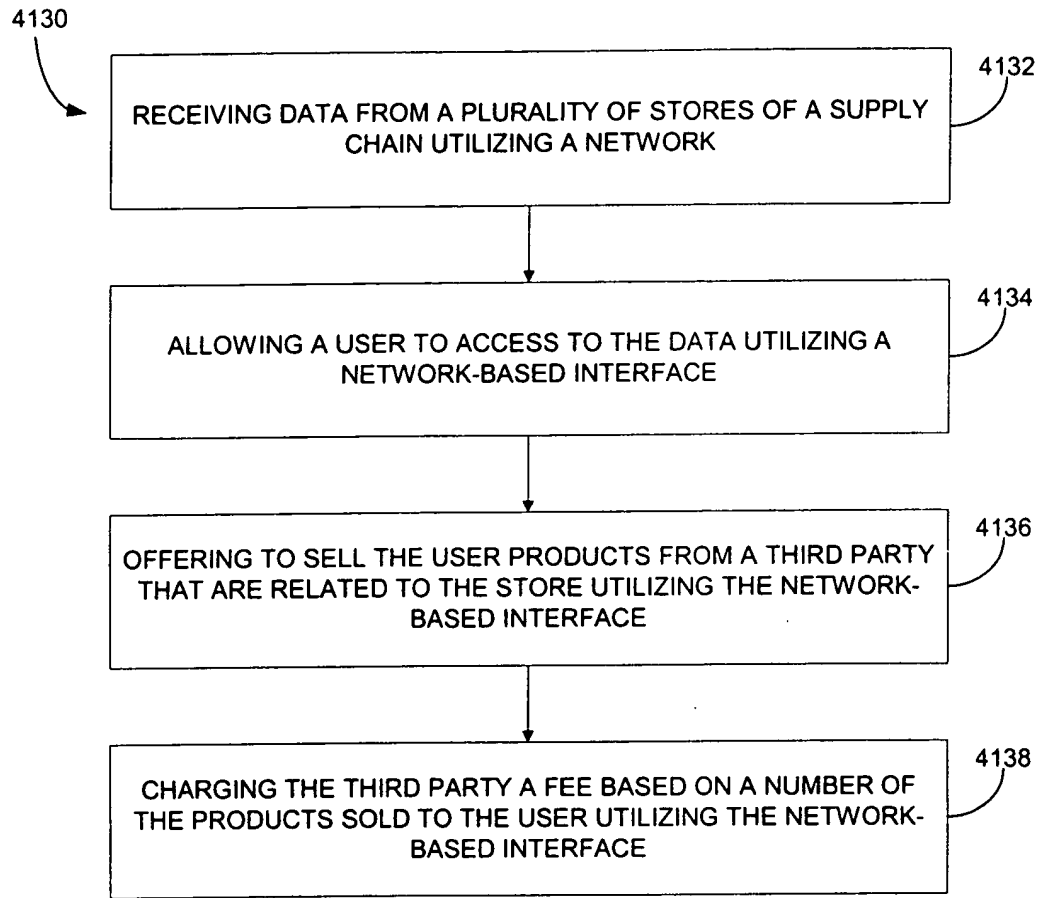 4130
4132
RECEIVING DATA FROM A PLURALITY OF STORES OF A SUPPLY
CHAIN UTILIZING A NETWORK
4134
ALLOWING A USER TO ACCESS TO THE DATA UTILIZING A
NETWORK-BASED INTERFACE
4136
OFFERING TO SELL THE USER PRODUCTS FROM A THIRD PARTY
THAT ARE RELATED TO THE STORE UTILIZING THE NETWORK-
BASED INTERFACE
4138
CHARGING THE THIRD PARTY A FEE BASED ON A NUMBER OF
THE PRODUCTS SOLD TO THE USER UTILIZING THE NETWORK-
BASED INTERFACE